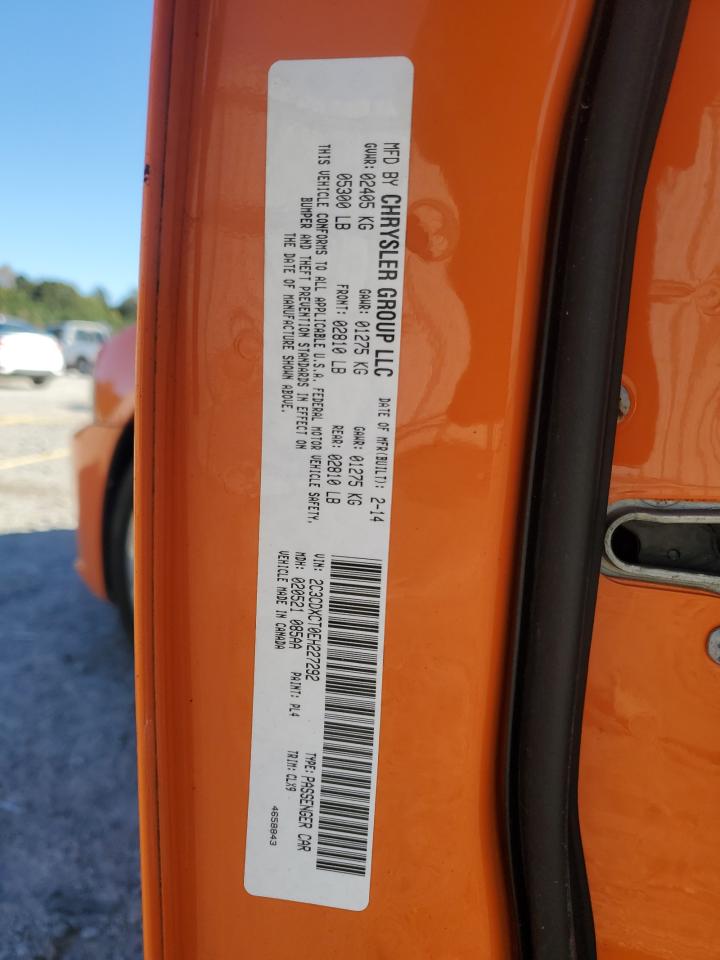 MFD BY CHRYSLER GROUP LLC DATE OF MFR(BUILT): 2-14
GVWR: 02405 KG GAWR: 01275 KG GAWR: 01275 KG
05300 LB FRONT: 02810 LB REAR: 02810 LB
THIS VEHICLE CONFORMS TO ALL APPLICABLE U.S.A. FEDERAL MOTOR VEHICLE SAFETY,
BUMPER AND THEFT PREVENTION STANDARDS IN EFFECT ON
THE DATE OF MANUFACTURE SHOWN ABOVE.
VIN: 2C3CDXCT0EH227292 TYPE: PASSENGER CAR
MDH: 020521 085AA PAINT: PL4 TRIM: CLX9
VEHICLE MADE IN CANADA
4658843